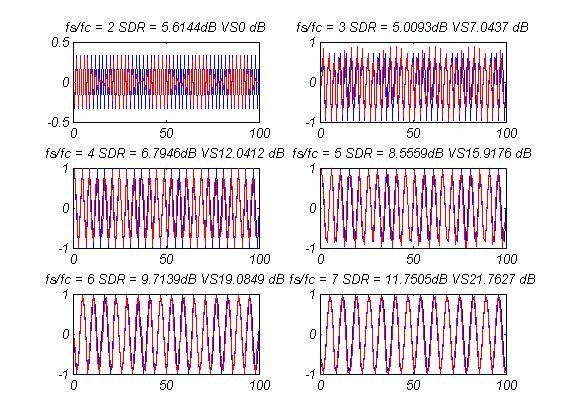 fs/fc = 2 SDR = 5.6144dB VS0 dB
fs/fc = 3 SDR = 5.0093dB VS7.0437 dB
0.5
0
-0.5
0 50 100
1
0
-1
0 50 100
fs/fc = 4 SDR = 6.7946dB VS12.0412 dB
fs/fc = 5 SDR = 8.5559dB VS15.9176 dB
1
0
-1
0 50 100
1
0
-1
0 50 100
fs/fc = 6 SDR = 9.7139dB VS19.0849 dB
fs/fc = 7 SDR = 11.7505dB VS21.7627 dB
1
0
-1
0 50 100
1
0
-1
0 50 100